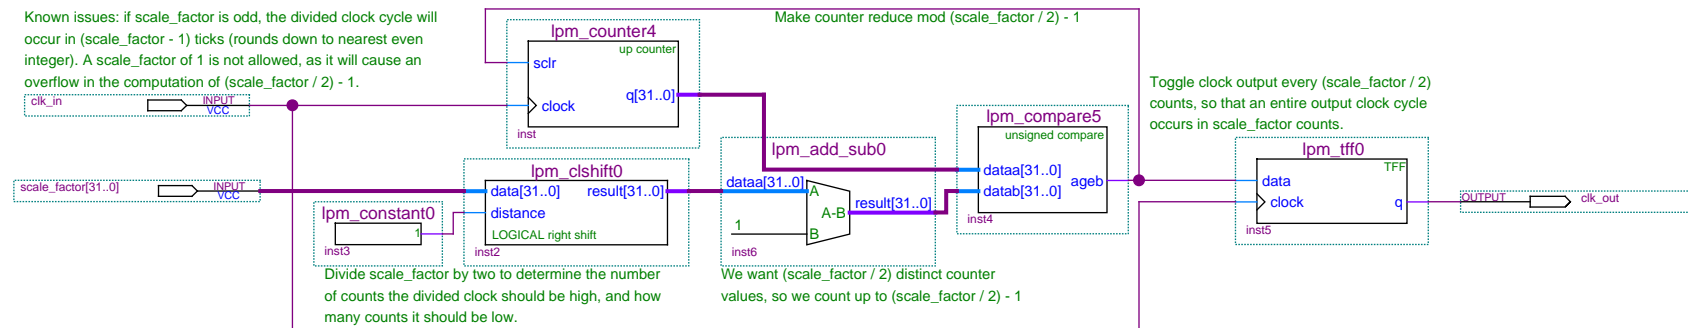 Known issues: if scale_factor is odd, the divided clock cycle will
occur in (scale_factor - 1) ticks (rounds down to nearest even
integer). A scale_factor of 1 is not allowed, as it will cause an
overflow in the computation of (scale_factor / 2) - 1.
clk_in
INPUT
VCC
lpm_counter4
up counter
sclr
clock
q[31..0]
inst
Make counter reduce mod (scale_factor / 2) - 1
scale_factor[31..0]
INPUT
VCC
lpm_constant0
1
inst3
lpm_clshift0
data[31..0]
result[31..0]
distance
LOGICAL right shift
inst2
Divide scale_factor by two to determine the number
of counts the divided clock should be high, and how
many counts it should be low.
lpm_add_sub0
dataa[31..0]
A
A-B
result[31..0]
1
B
inst6
We want (scale_factor / 2) distinct counter
values, so we count up to (scale_factor / 2) - 1
lpm_compare5
unsigned compare
dataa[31..0]
ageb
datab[31..0]
inst4
Toggle clock output every (scale_factor / 2)
counts, so that an entire output clock cycle
occurs in scale_factor counts.
lpm_tff0
TFF
data
clock
q
inst5
OUTPUT
clk_out